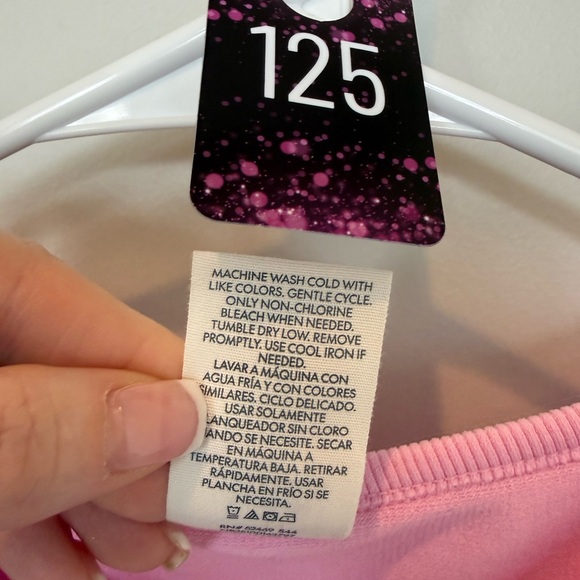 125
MACHINE WASH COLD WITH
LIKE COLORS. GENTLE CYCLE.
ONLY NON-CHLORINE
BLEACH WHEN NEEDED.
TUMBLE DRY LOW. REMOVE
PROMPTLY. USE COOL IRON IF
NEEDED.
LAVAR A MÁQUINA CON
AGUA FRÍA Y CON COLORES
SIMILARES. CICLO DELICADO.
USAR SOLAMENTE
BLANQUEADOR SIN CLORO
CUANDO SE NECESITE. SECAR
EN MÁQUINA A
TEMPERATURA BAJA. RETIRAR
RÁPIDAMENTE. USAR
PLANCHA EN FRÍO SI SE
NECESITA.
RN# 52469 544